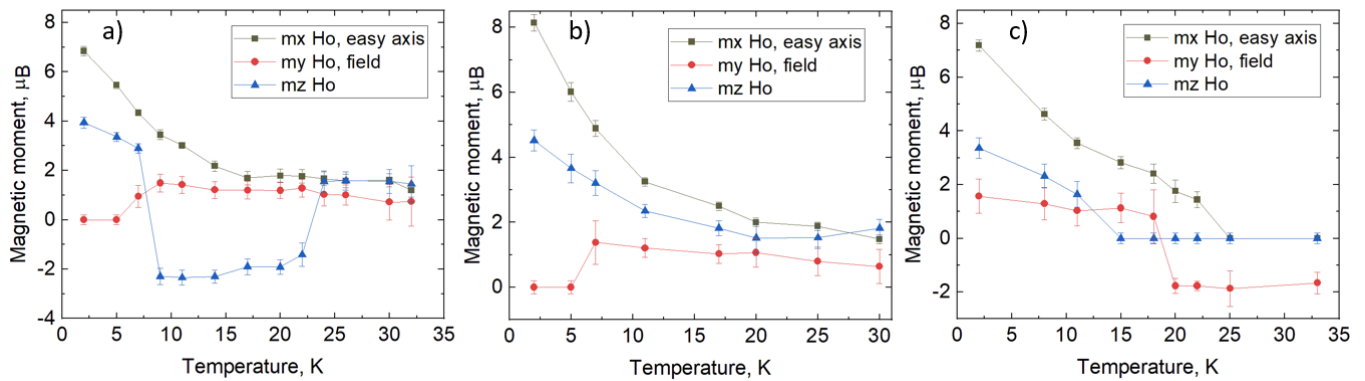 a)
mx Ho, easy axis
my Ho, field
mz Ho
Magnetic moment, μB
8
6
4
2
0
-2
-4
0 5 10 15 20 25 30 35
Temperature, K
b)
mx Ho, easy axis
my Ho, field
mz Ho
Magnetic moment, μB
8
6
4
2
0
0 5 10 15 20 25 30
Temperature, K
c)
mx Ho, easy axis
my Ho, field
mz Ho
Magnetic moment, μB
8
6
4
2
0
-2
0 5 10 15 20 25 30 35
Temperature, K